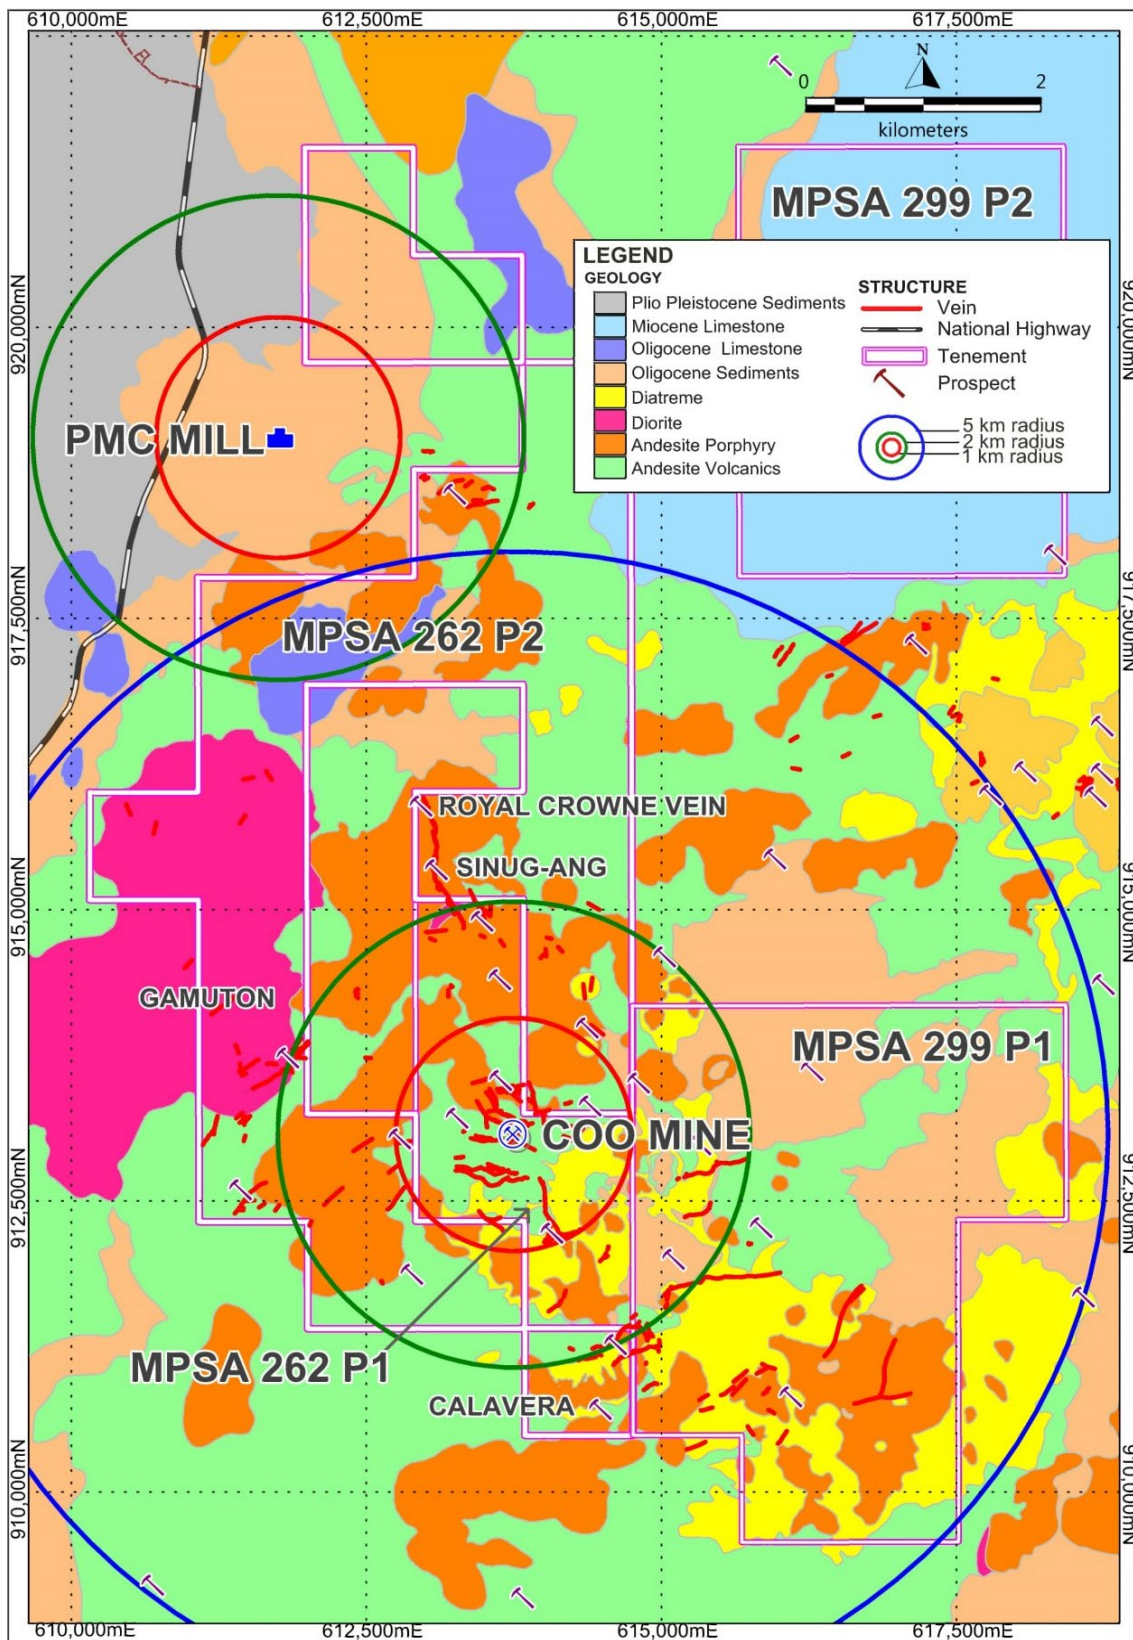 610,000mE 612,500mE 615,000mE 617,500mE
N
0 2
kilometers
MPSA 299 P2
LEGEND
GEOLOGY
Plio Pleistocene Sediments
Miocene Limestone
Oligocene Limestone
Oligocene Sediments
Diatreme
Diorite
Andesite Porphyry
Andesite Volcanics
STRUCTURE
Vein
National Highway
Tenement
Prospect
5 km radius
2 km radius
1 km radius
920,000mN 920,000mN
PMC MILL
917,500mN 917,500mN
MPSA 262 P2
ROYAL CROWNE VEIN
SINUG-ANG
915,000mN 915,000mN
GAMUTON
MPSA 299 P1
COO MINE
912,500mN 912,500mN
MPSA 262 P1
CALAVERA
910,000mN 910,000mN
610,000mE 612,500mE 615,000mE 617,500mE